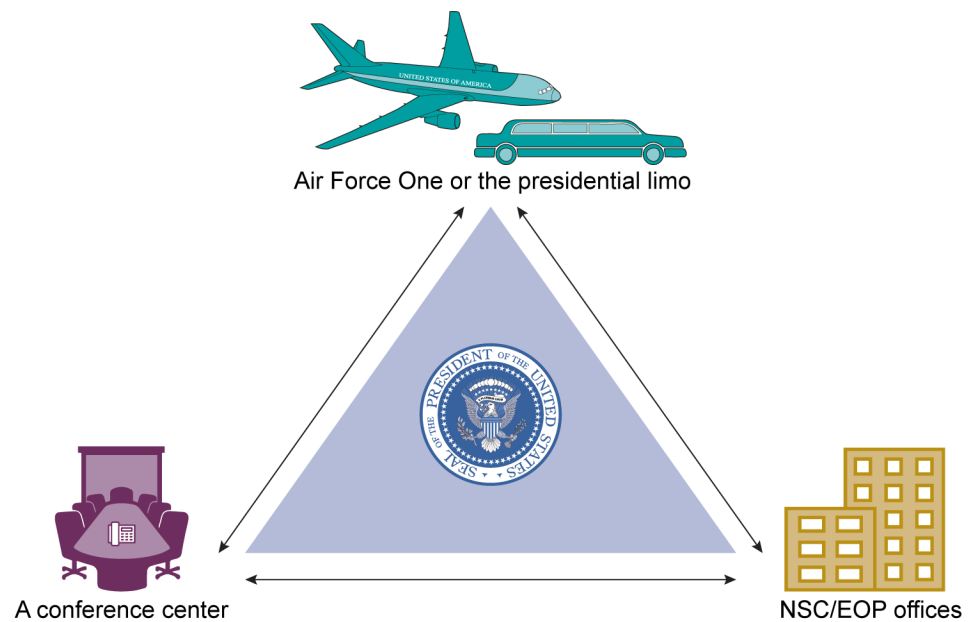 UNITED STATES OF AMERICA
Air Force One or the presidential limo
SEAL OF THE PRESIDENT OF THE UNITED STATES
A conference center
NSC/EOP offices